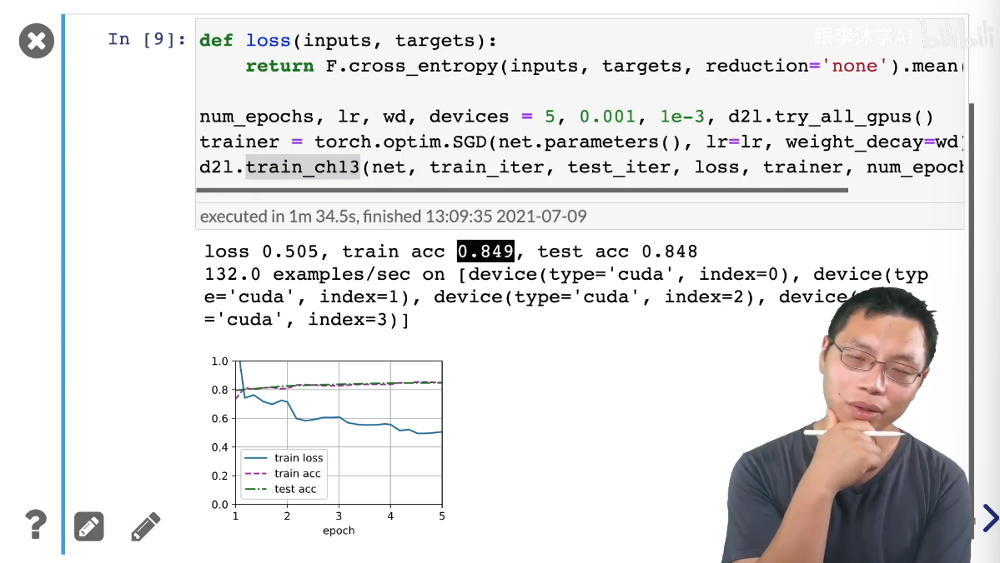 跟李沐学AI bilibili
In [9]: def loss(inputs, targets):
return F.cross_entropy(inputs, targets, reduction='none').mean(
num_epochs, lr, wd, devices = 5, 0.001, 1e-3, d2l.try_all_gpus()
trainer = torch.optim.SGD(net.parameters(), lr=lr, weight_decay=wd)
d2l.train_ch13(net, train_iter, test_iter, loss, trainer, num_epoch
executed in 1m 34.5s, finished 13:09:35 2021-07-09
loss 0.505, train acc 0.849, test acc 0.848
132.0 examples/sec on [device(type='cuda', index=0), device(typ
e='cuda', index=1), device(type='cuda', index=2), device(
='cuda', index=3)]
1.0
0.8
0.6
0.4
0.2
0.0
train loss
train acc
test acc
1 2 3 4 5
epoch
?